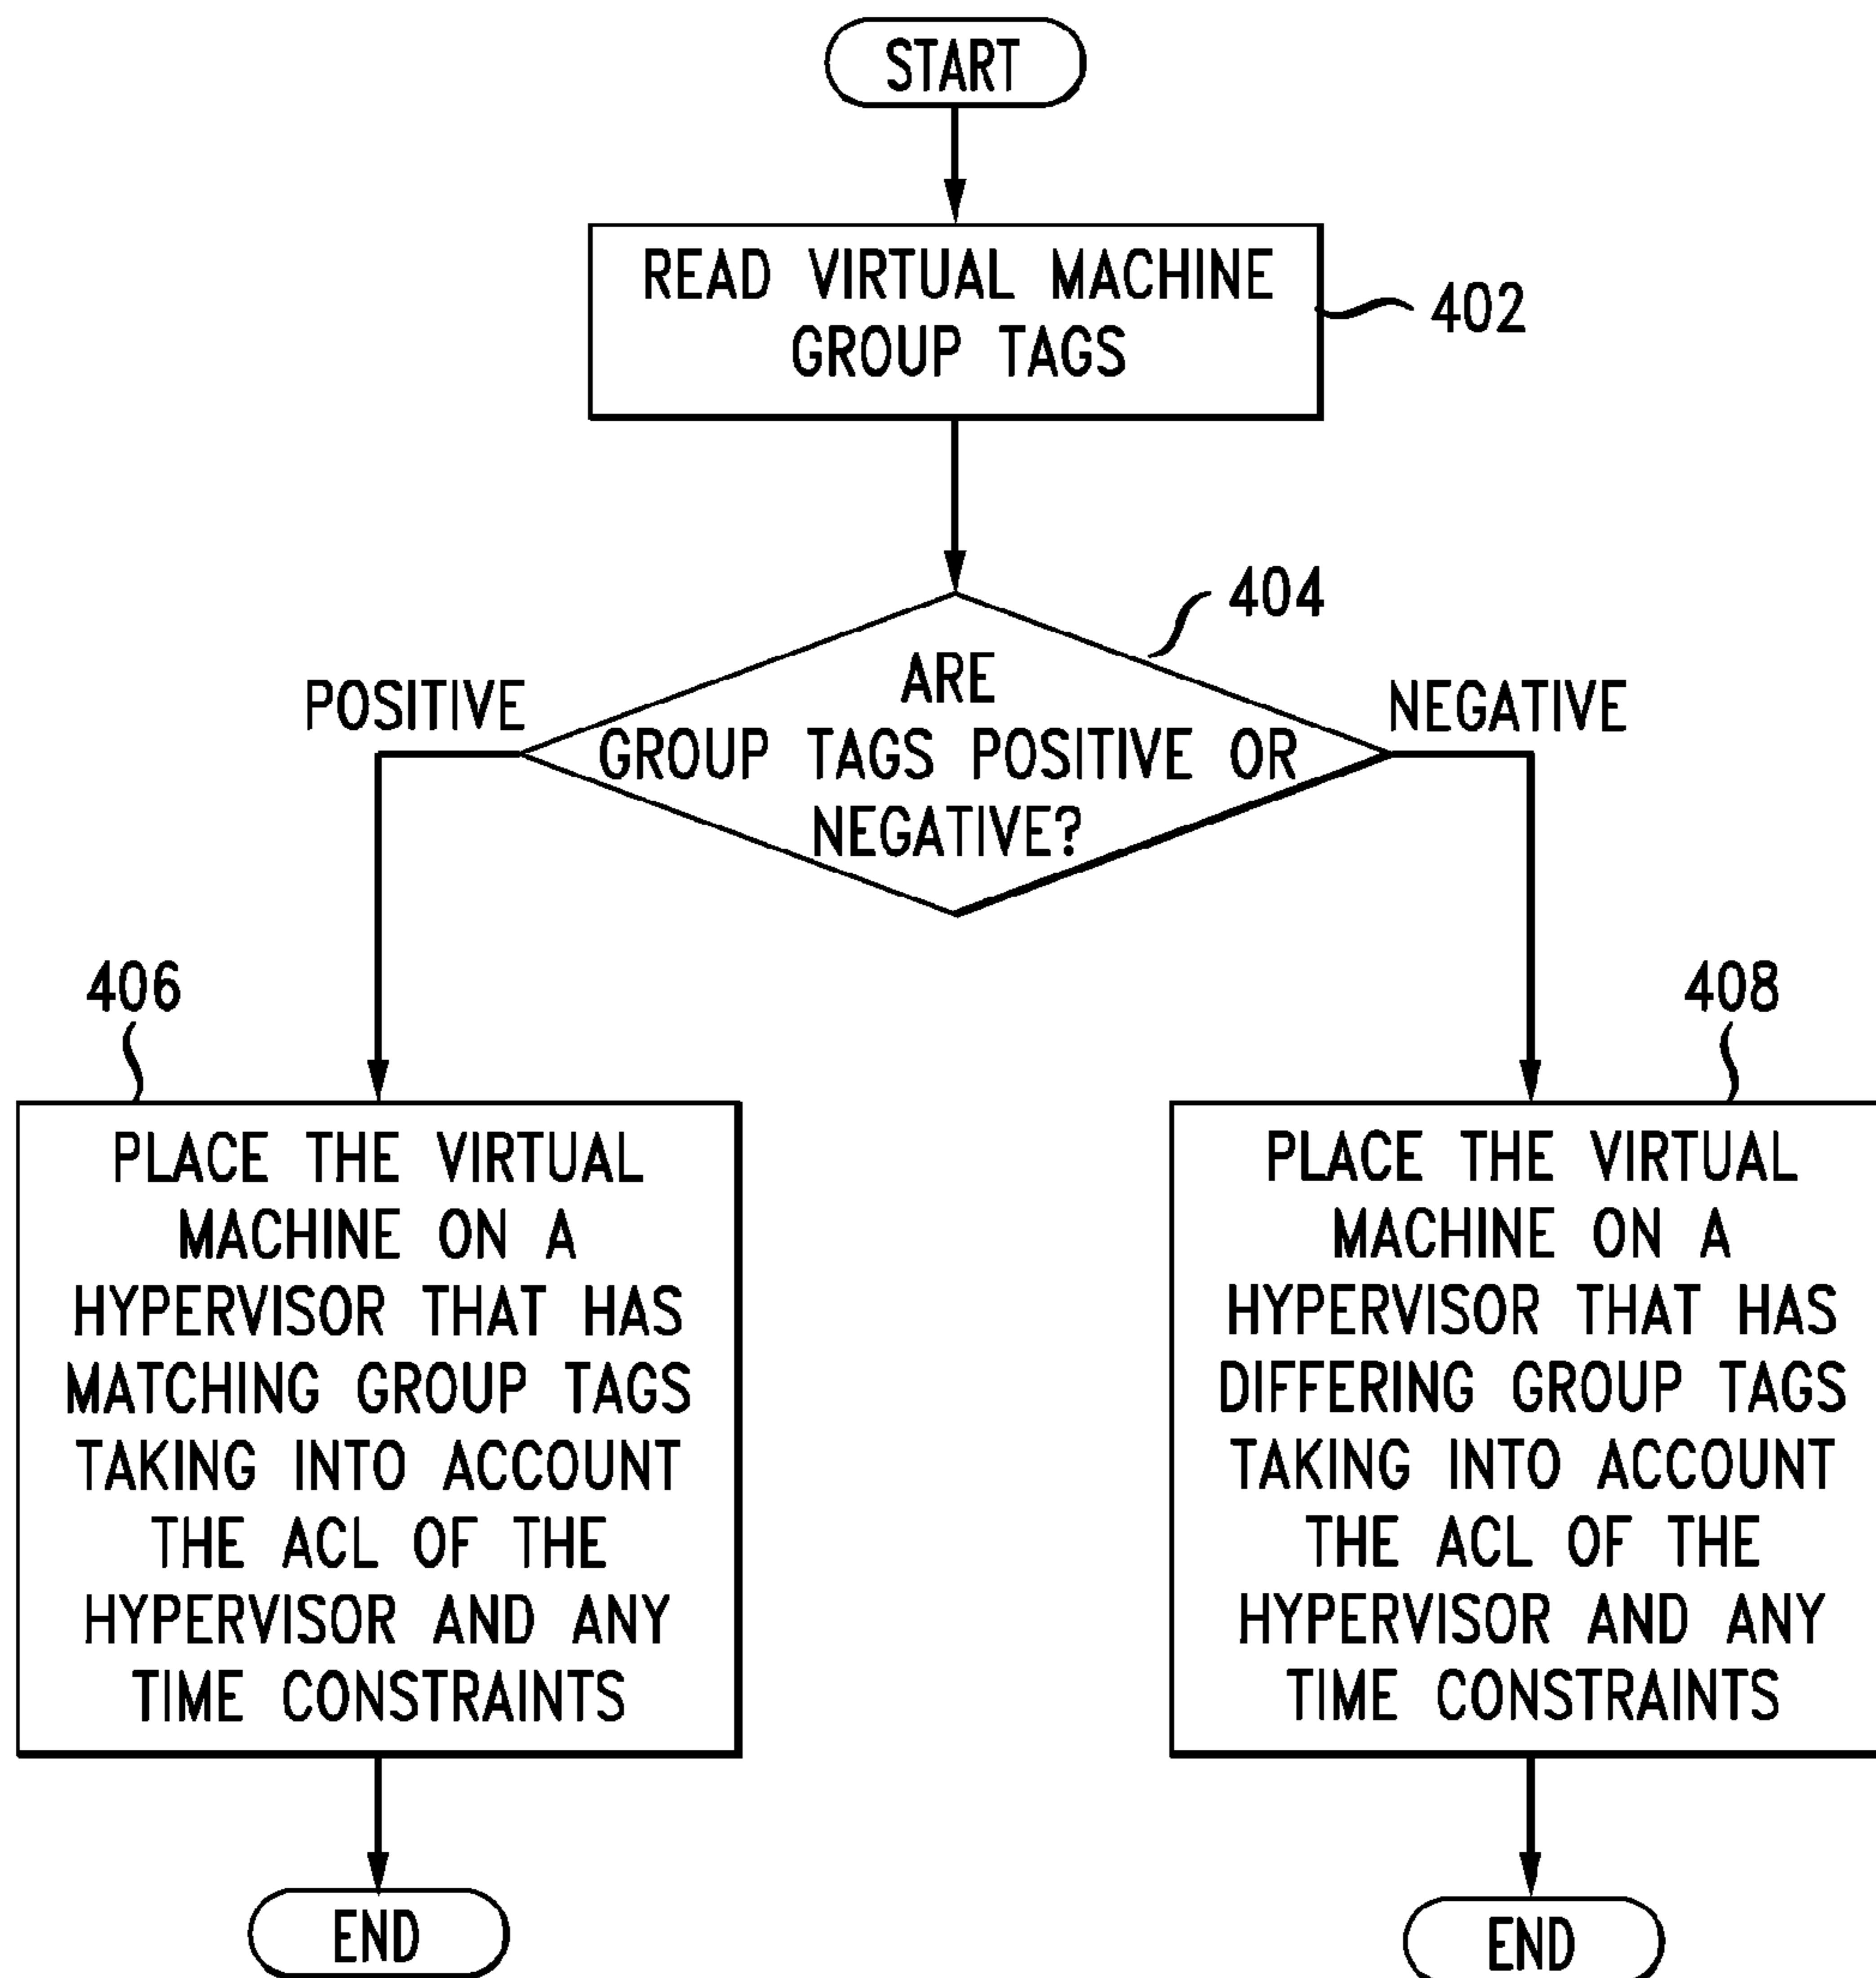 START
READ VIRTUAL MACHINE
GROUP TAGS
402
404
ARE
GROUP TAGS POSITIVE OR
NEGATIVE?
POSITIVE
NEGATIVE
406
PLACE THE VIRTUAL
MACHINE ON A
HYPERVISOR THAT HAS
MATCHING GROUP TAGS
TAKING INTO ACCOUNT
THE ACL OF THE
HYPERVISOR AND ANY
TIME CONSTRAINTS
END
408
PLACE THE VIRTUAL
MACHINE ON A
HYPERVISOR THAT HAS
DIFFERING GROUP TAGS
TAKING INTO ACCOUNT
THE ACL OF THE
HYPERVISOR AND ANY
TIME CONSTRAINTS
END